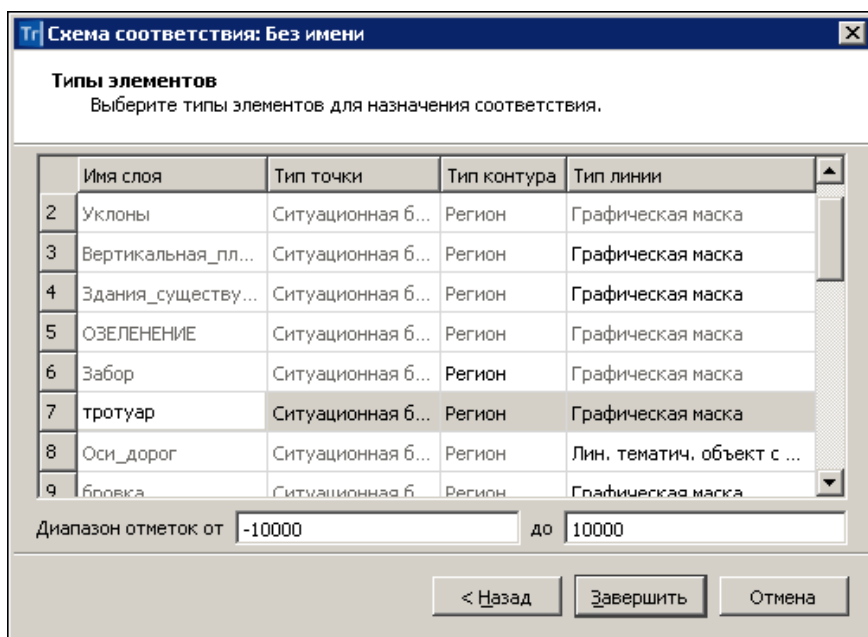 Tr Схема соответствия: Без имени
Типы элементов
Выберите типы элементов для назначения соответствия.
Имя слоя Тип точки Тип контура Тип линии
2 Уклоны Ситуационная б... Регион Графическая маска
3 Вертикальная_пл... Ситуационная б... Регион Графическая маска
4 Здания_существу... Ситуационная б... Регион Графическая маска
5 ОЗЕЛЕНЕНИЕ Ситуационная б... Регион Графическая маска
6 Забор Ситуационная б... Регион Графическая маска
7 тротуар Ситуационная б... Регион Графическая маска
8 Оси_дорог Ситуационная б... Регион Лин. тематич. объект с ...
9 бровка Ситуационная б... Регион Графическая маска
Диапазон отметок от -10000 до 10000
< Назад Завершить Отмена